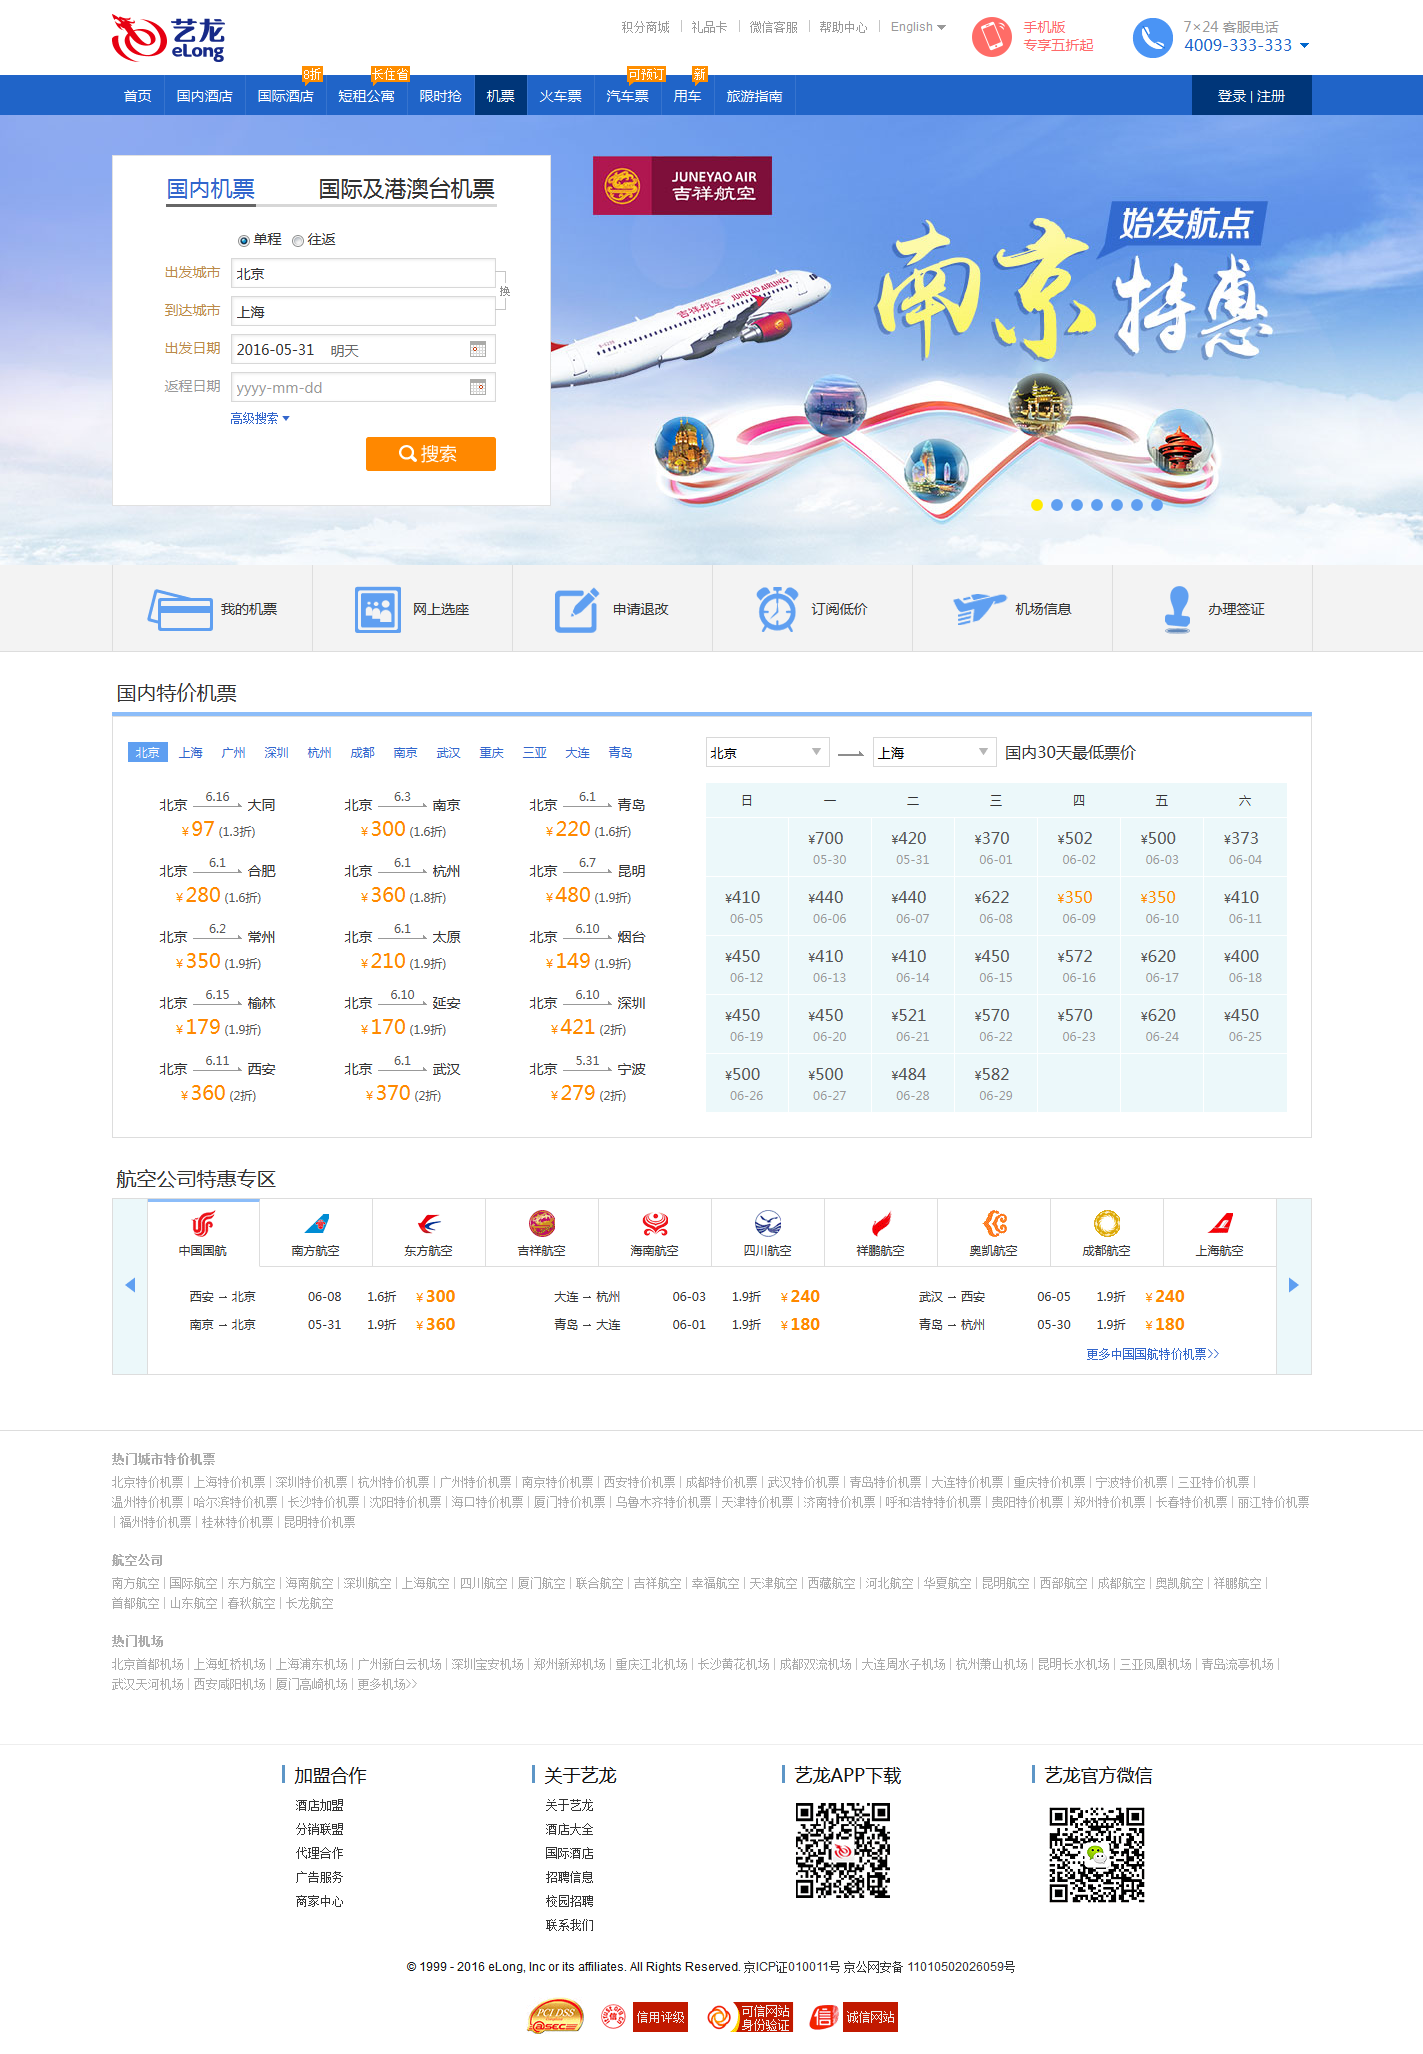 艺龙
eLong
积分商城 | 礼品卡 | 微信客服 | 帮助中心 | English
手机版
专享五折起
7×24 客服电话
4009-333-333
8折 长住省 可预订 新
首页 国内酒店 国际酒店 短租公寓 限时抢 机票 火车票 汽车票 用车 旅游指南 登录 | 注册
国内机票 国际及港澳台机票
单程 往返
出发城市 北京
换
到达城市 上海
出发日期 2016-05-31 明天
返程日期 yyyy-mm-dd
高级搜索
搜索
JUNEYAO AIR
吉祥航空
始发航点
南京特惠
吉祥航空 JUNEYAO AIRLINES
我的机票 网上选座 申请退改 订阅低价 机场信息 办理签证
国内特价机票
北京 上海 广州 深圳 杭州 成都 南京 武汉 重庆 三亚 大连 青岛
北京 6.16 大同 北京 6.3 南京 北京 6.1 青岛
¥97 (1.3折) ¥300 (1.6折) ¥220 (1.6折)
北京 6.1 合肥 北京 6.1 杭州 北京 6.7 昆明
¥280 (1.6折) ¥360 (1.8折) ¥480 (1.9折)
北京 6.2 常州 北京 6.1 太原 北京 6.10 烟台
¥350 (1.9折) ¥210 (1.9折) ¥149 (1.9折)
北京 6.15 榆林 北京 6.10 延安 北京 6.10 深圳
¥179 (1.9折) ¥170 (1.9折) ¥421 (2折)
北京 6.11 西安 北京 6.1 武汉 北京 5.31 宁波
¥360 (2折) ¥370 (2折) ¥279 (2折)
北京 上海 国内30天最低票价
日 一 二 三 四 五 六
¥700 ¥420 ¥370 ¥502 ¥500 ¥373
05-30 05-31 06-01 06-02 06-03 06-04
¥410 ¥440 ¥440 ¥622 ¥350 ¥350 ¥410
06-05 06-06 06-07 06-08 06-09 06-10 06-11
¥450 ¥410 ¥410 ¥450 ¥572 ¥620 ¥400
06-12 06-13 06-14 06-15 06-16 06-17 06-18
¥450 ¥450 ¥521 ¥570 ¥570 ¥620 ¥450
06-19 06-20 06-21 06-22 06-23 06-24 06-25
¥500 ¥500 ¥484 ¥582
06-26 06-27 06-28 06-29
航空公司特惠专区
中国国航 南方航空 东方航空 吉祥航空 海南航空 四川航空 祥鹏航空 奥凯航空 成都航空 上海航空
西安 → 北京 06-08 1.6折 ¥300 大连 → 杭州 06-03 1.9折 ¥240 武汉 → 西安 06-05 1.9折 ¥240
南京 → 北京 05-31 1.9折 ¥360 青岛 → 大连 06-01 1.9折 ¥180 青岛 → 杭州 05-30 1.9折 ¥180
更多中国国航特价机票>>
热门城市特价机票
北京特价机票 | 上海特价机票 | 深圳特价机票 | 杭州特价机票 | 广州特价机票 | 南京特价机票 | 西安特价机票 | 成都特价机票 | 武汉特价机票 | 青岛特价机票 | 大连特价机票 | 重庆特价机票 | 宁波特价机票 | 三亚特价机票 |
温州特价机票 | 哈尔滨特价机票 | 长沙特价机票 | 沈阳特价机票 | 海口特价机票 | 厦门特价机票 | 乌鲁木齐特价机票 | 天津特价机票 | 济南特价机票 | 呼和浩特特价机票 | 贵阳特价机票 | 郑州特价机票 | 长春特价机票 | 丽江特价机票
| 福州特价机票 | 桂林特价机票 | 昆明特价机票
航空公司
南方航空 | 国际航空 | 东方航空 | 海南航空 | 深圳航空 | 上海航空 | 四川航空 | 厦门航空 | 联合航空 | 吉祥航空 | 幸福航空 | 天津航空 | 西藏航空 | 河北航空 | 华夏航空 | 昆明航空 | 西部航空 | 成都航空 | 奥凯航空 | 祥鹏航空 |
首都航空 | 山东航空 | 春秋航空 | 长龙航空
热门机场
北京首都机场 | 上海虹桥机场 | 上海浦东机场 | 广州新白云机场 | 深圳宝安机场 | 郑州新郑机场 | 重庆江北机场 | 长沙黄花机场 | 成都双流机场 | 大连周水子机场 | 杭州萧山机场 | 昆明长水机场 | 三亚凤凰机场 | 青岛流亭机场 |
武汉天河机场 | 西安咸阳机场 | 厦门高崎机场 | 更多机场>>
加盟合作
酒店加盟
分销联盟
代理合作
广告服务
商家中心
关于艺龙
关于艺龙
酒店大全
国际酒店
招聘信息
校园招聘
联系我们
艺龙APP下载
艺龙官方微信
© 1999 - 2016 eLong, Inc or its affiliates. All Rights Reserved. 京ICP证010011号 京公网安备 11010502026059号
PCI.DSS
@SEC
信用评级
可信网站
身份验证
信
诚信网站